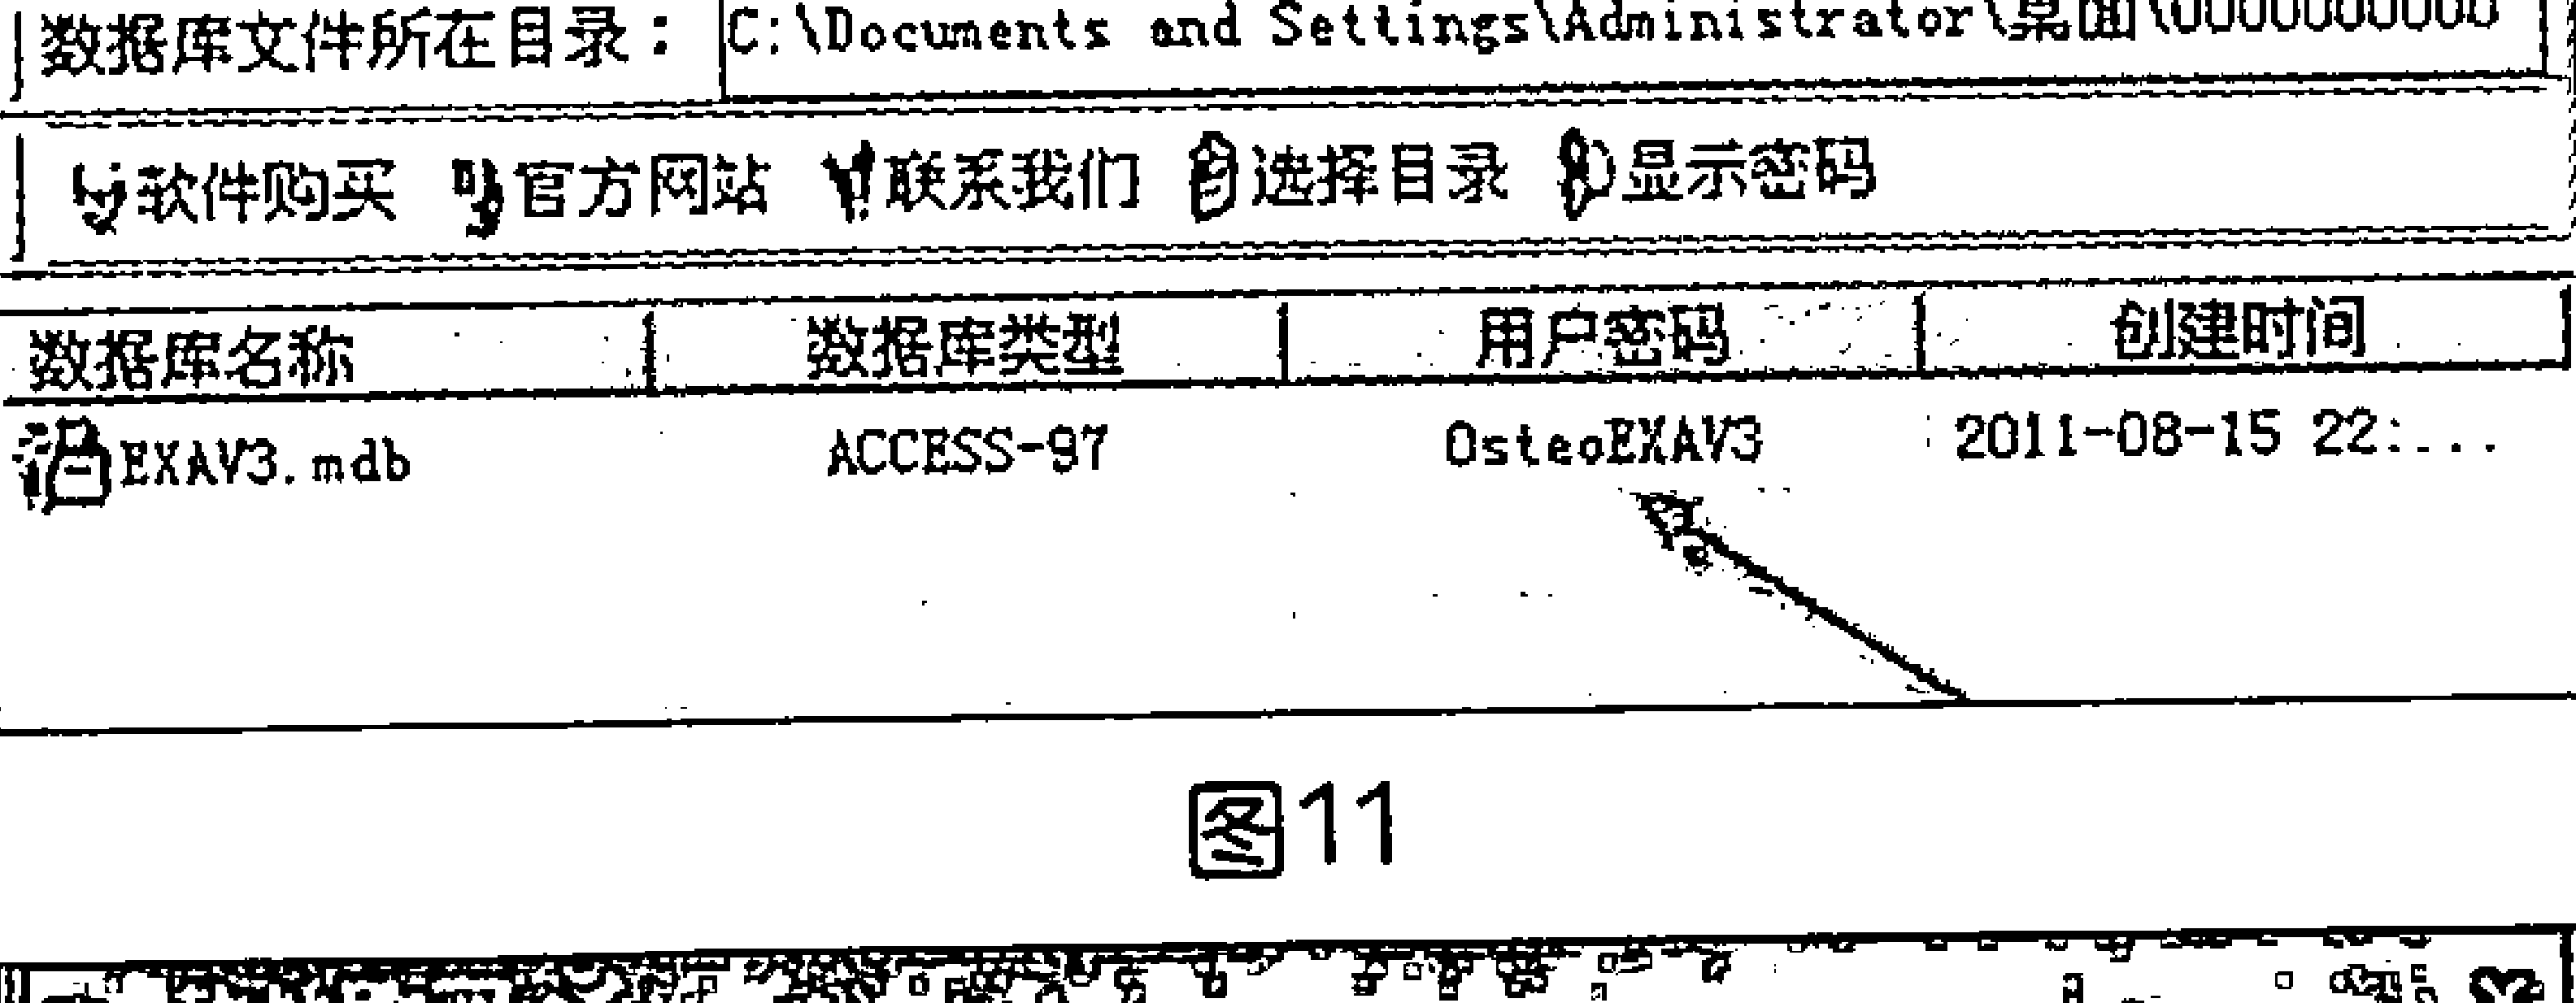 数据库文件所在目录： C:\Documents and Settings\Administrator\桌面\0000000000
软件购买 官方网站 联系我们 选择目录 显示密码
数据库名称 数据库类型 用户密码 创建时间
EXAV3.mdb ACCESS-97 OsteoEXAV3 2011-08-15 22:...
图11